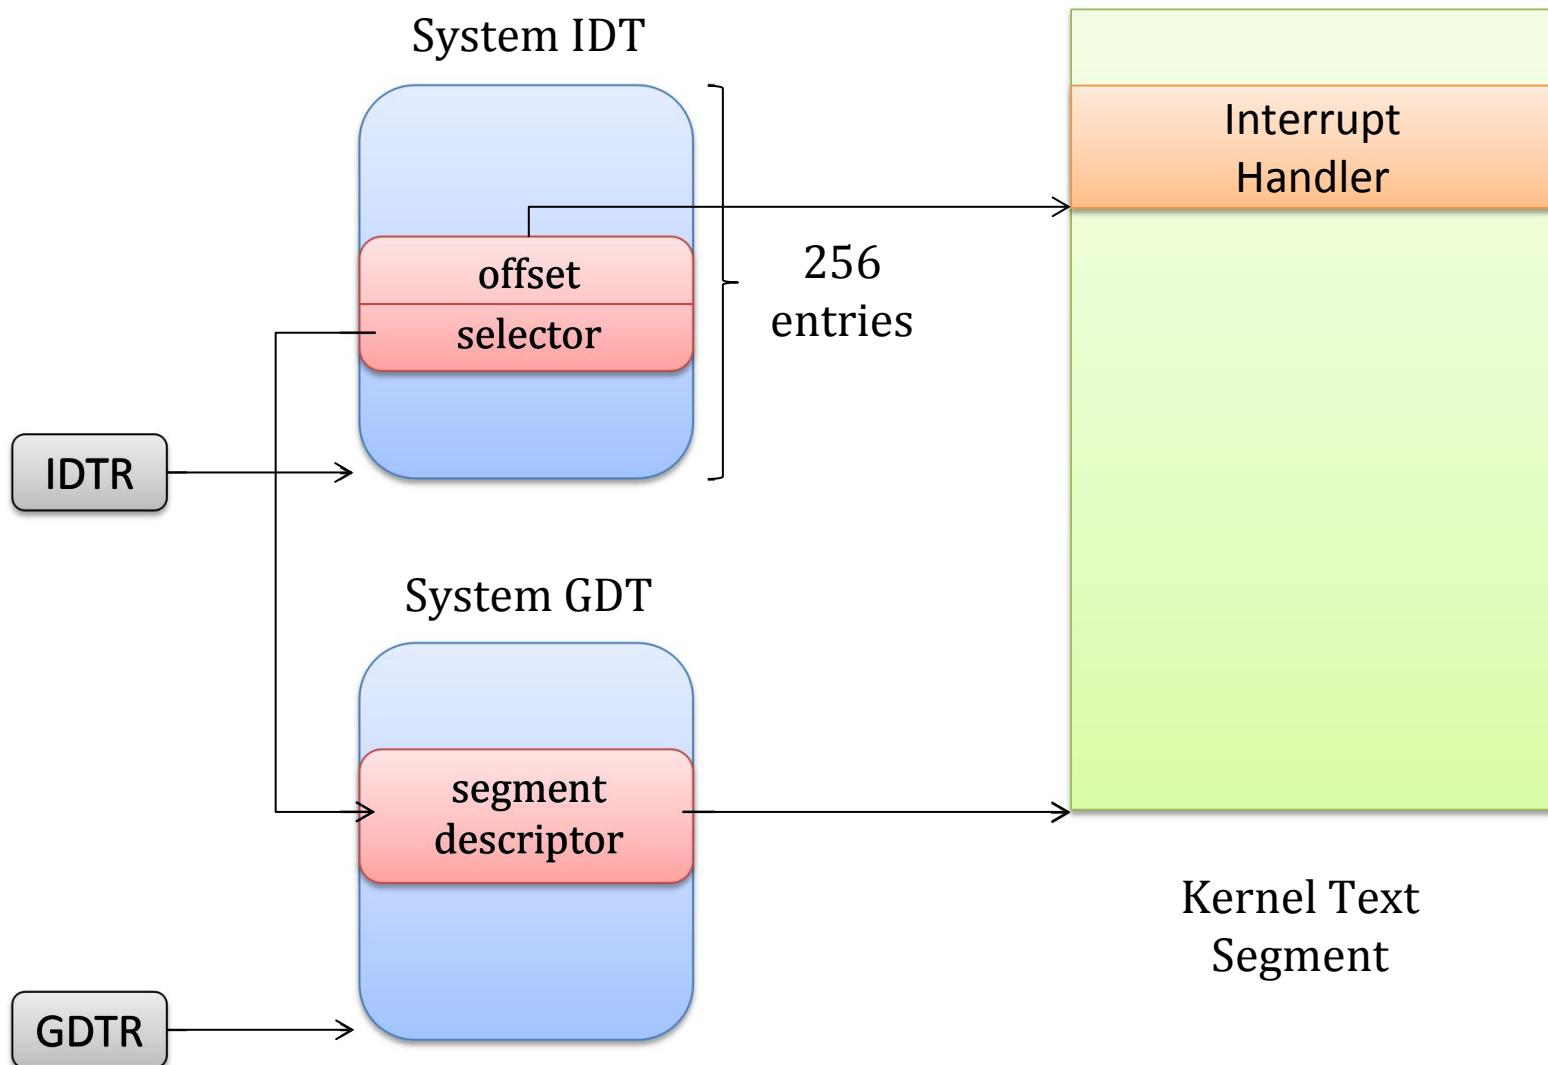 System IDT
Interrupt
Handler
offset
selector
256
entries
IDTR
System GDT
segment
descriptor
Kernel Text
Segment
GDTR